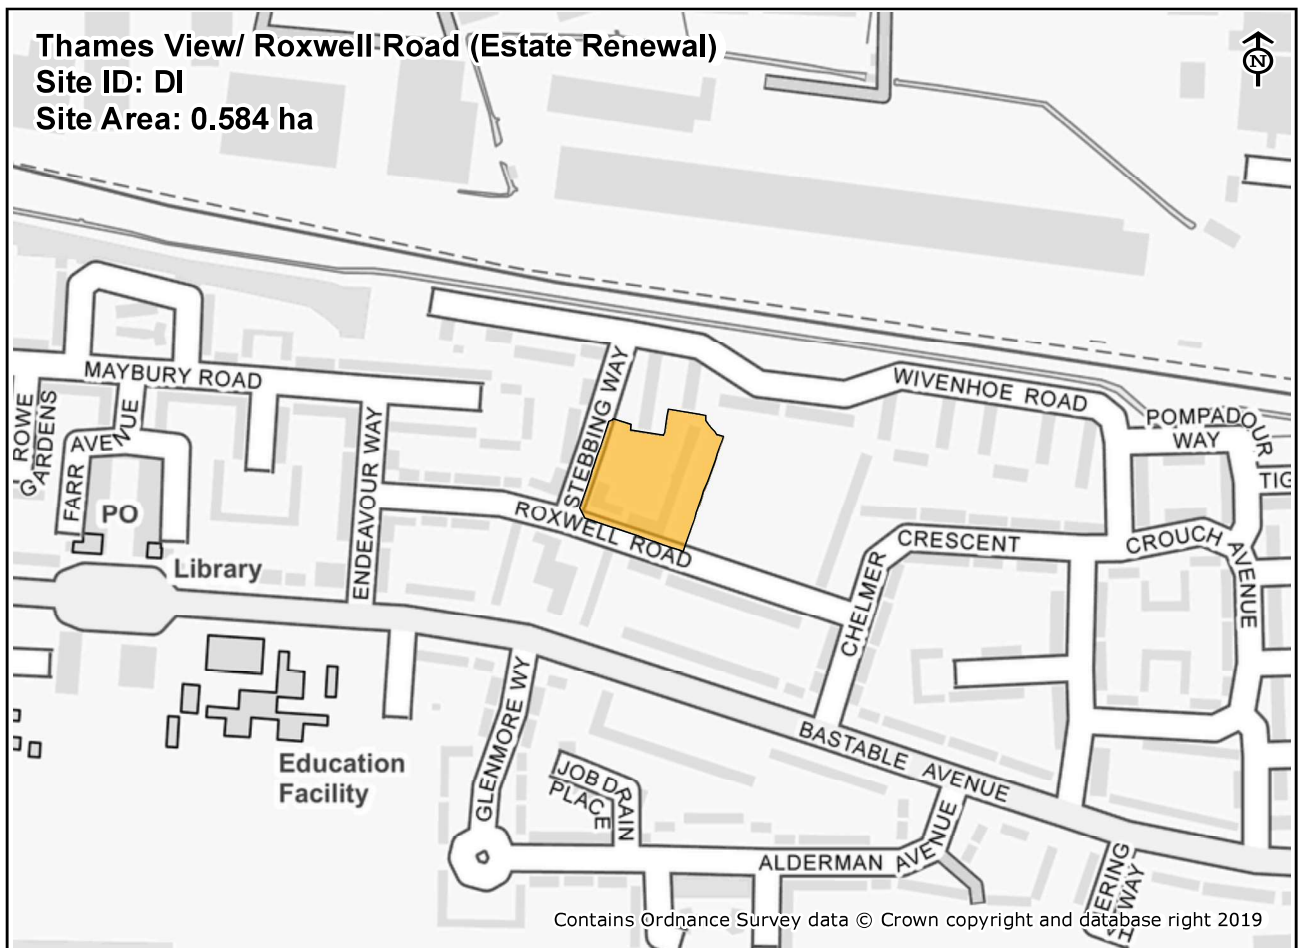 Thames View/ Roxwell Road (Estate Renewal)
Site ID: DI
Site Area: 0.584 ha
N
MAYBURY ROAD
ROWE
GARDENS
FARR AVENUE
PO
Library
ENDEAVOUR WAY
STEBBING WAY
ROXWELL ROAD
WIVENHOE ROAD
POMPADOUR
WAY
TIG
CHELMER
CRESCENT
CROUCH AVENUE
Education
Facility
GLENMORE WY
JOB DRAIN
PLACE
BASTABLE AVENUE
ALDERMAN AVENUE
ERING
WAY
Contains Ordnance Survey data © Crown copyright and database right 2019